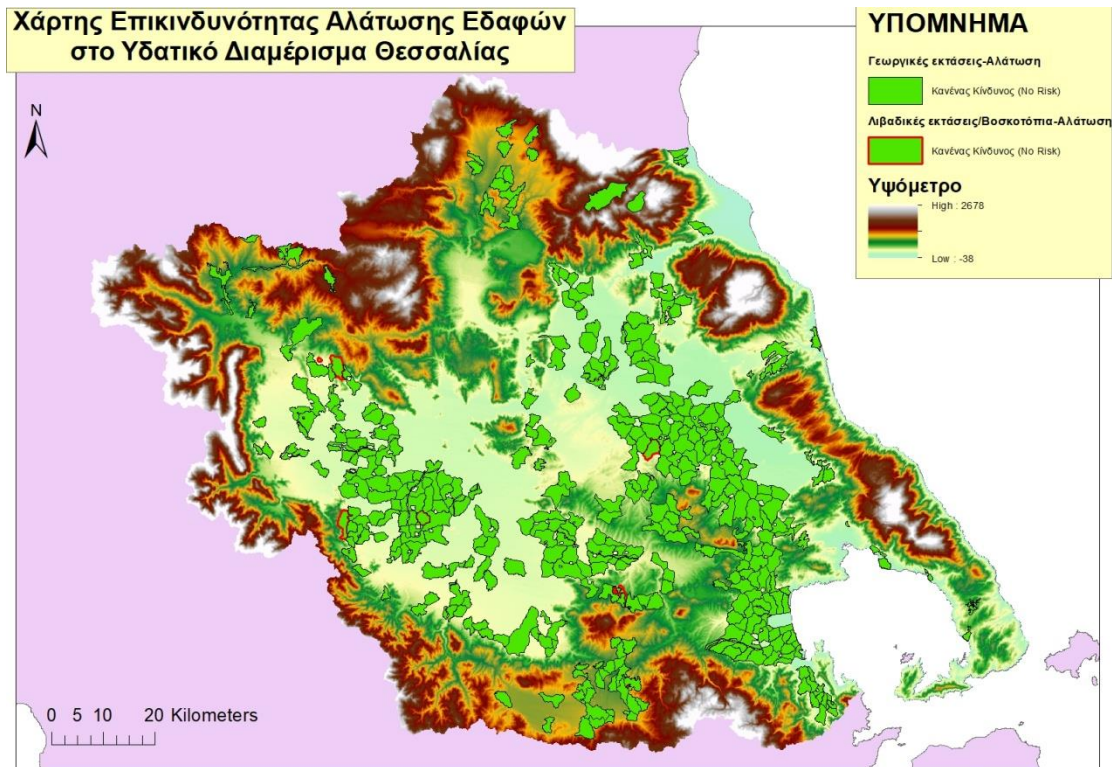 Χάρτης Επικινδυνότητας Αλάτωσης Εδαφών
στο Υδατικό Διαμέρισμα Θεσσαλίας
N
0 5 10 20 Kilometers
ΥΠΟΜΝΗΜΑ
Γεωργικές εκτάσεις-Αλάτωση
Κανένας Κίνδυνος (No Risk)
Λιβαδικές εκτάσεις/Βοσκοτόπια-Αλάτωση
Κανένας Κίνδυνος (No Risk)
Υψόμετρο
High : 2678
Low : -38